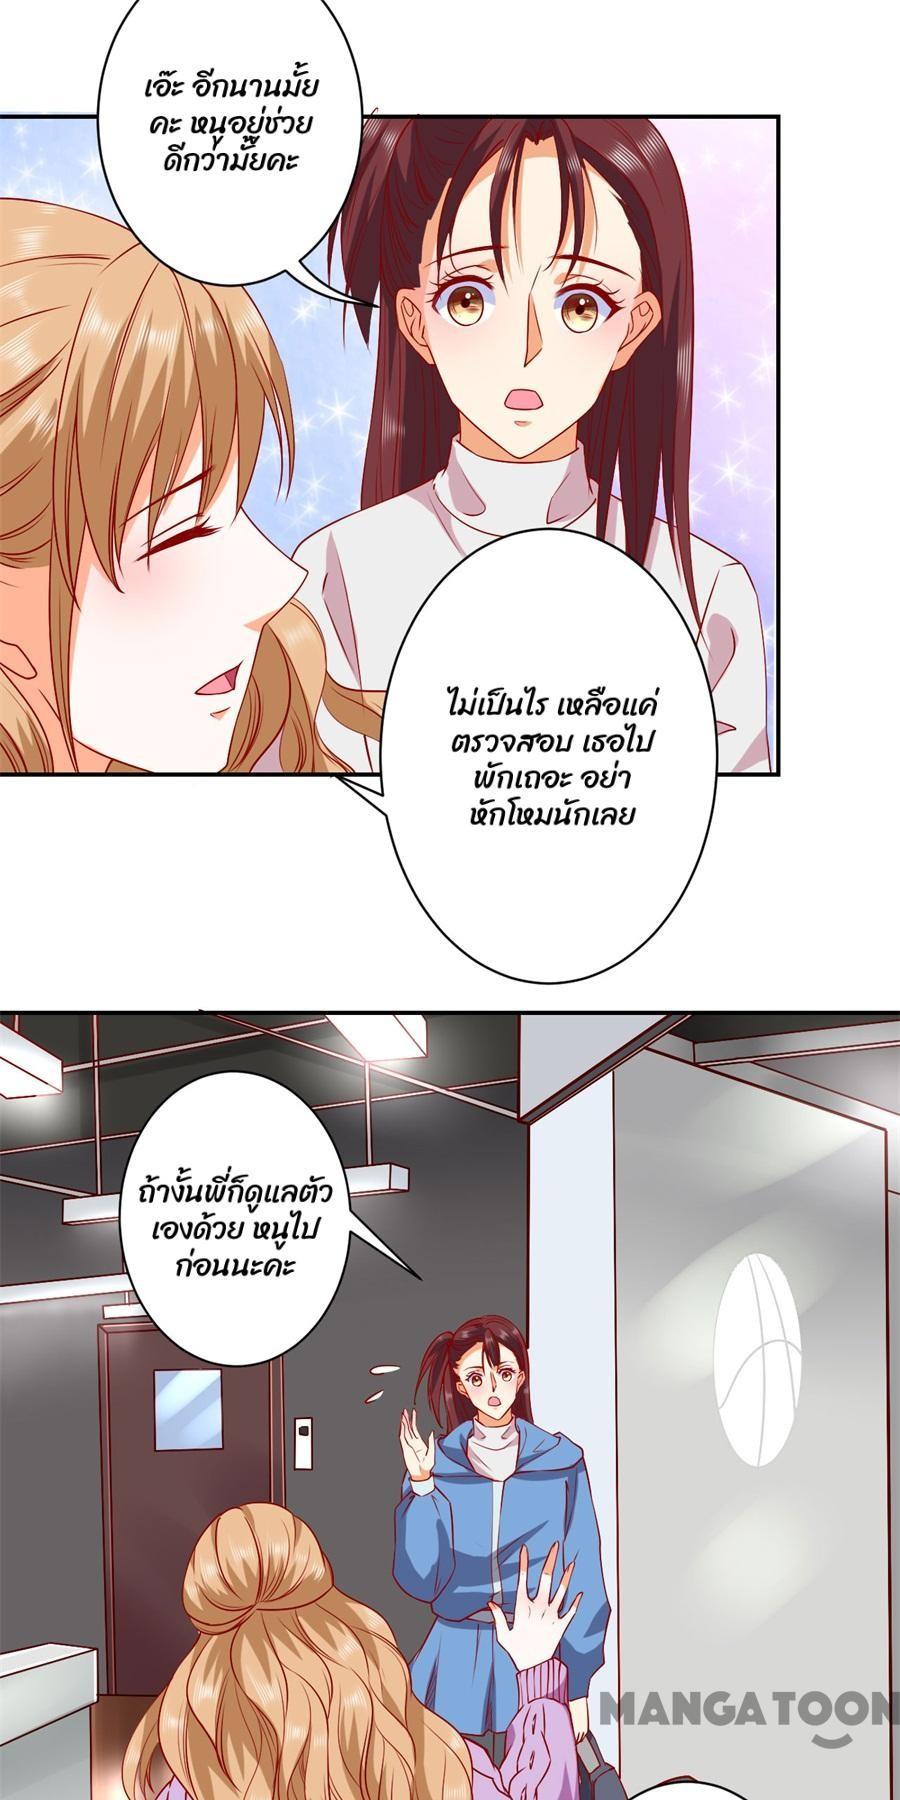 เอ๊ะ อีกนานมั้ย
คะ หนูอยู่ช่วย
ดีกว่ามั้ยคะ
ไม่เป็นไร เหลือแค่
ตรวจสอบ เธอไป
พักเถอะ อย่า
หักโหมนักเลย
ถ้างั้นพี่ก็ดูแลตัว
เองด้วย หนูไป
ก่อนนะคะ
MANGATOON